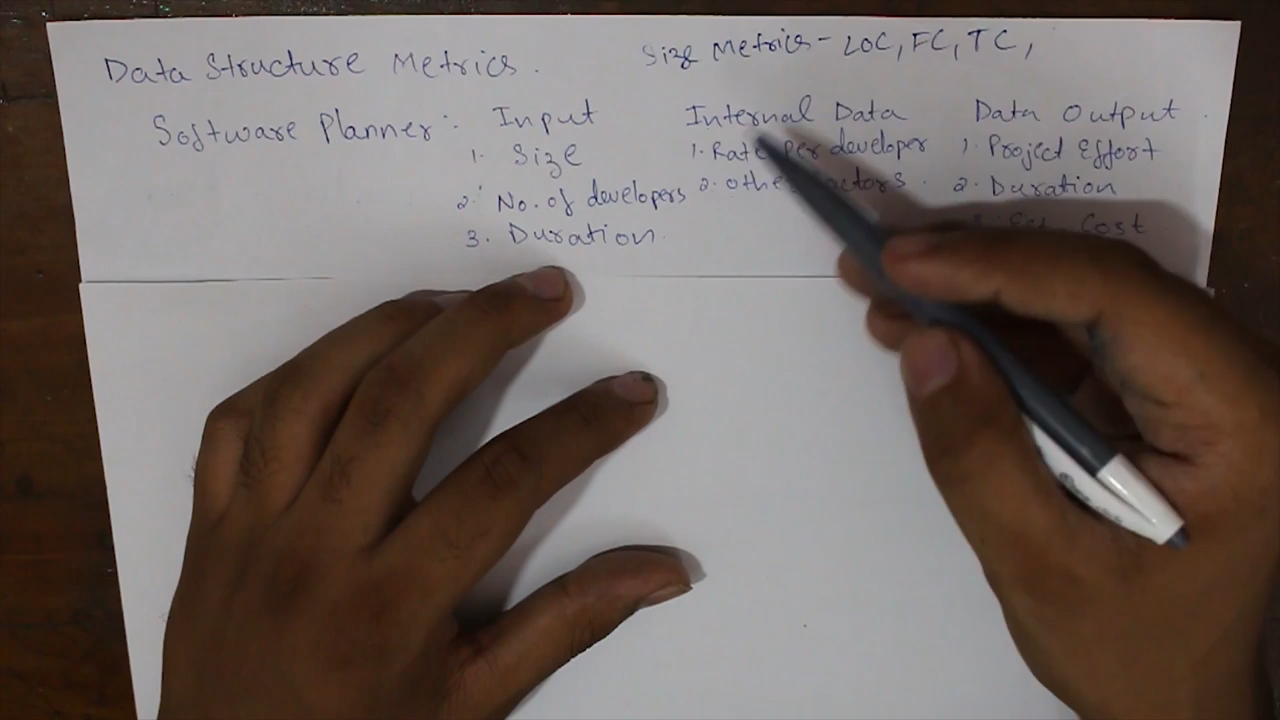 Data Structure Metrics. Size Metrics - LOC, FC, TC,
Software Planner: Input Internal Data Data Output
1. Size 1. Rate per developer 1. Project Effort
2. No. of developers 2. other factors. 2. Duration
3. Duration. Cost